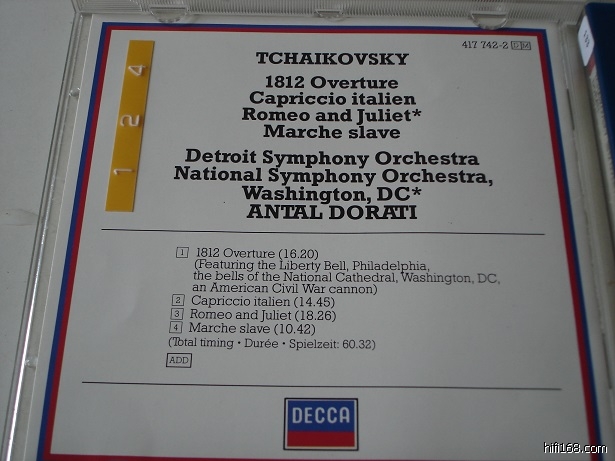 417 742-2 DM
TCHAIKOVSKY
1812 Overture
Capriccio italien
Romeo and Juliet*
Marche slave
Detroit Symphony Orchestra
National Symphony Orchestra,
Washington, DC*
ANTAL DORATI
1 2 4
1 1812 Overture (16.20)
(Featuring the Liberty Bell, Philadelphia,
the bells of the National Cathedral, Washington, DC,
an American Civil War cannon)
2 Capriccio italien (14.45)
3 Romeo and Juliet (18.26)
4 Marche slave (10.42)
(Total timing • Durée • Spielzeit: 60.32)
ADD
DECCA
hifi168.com